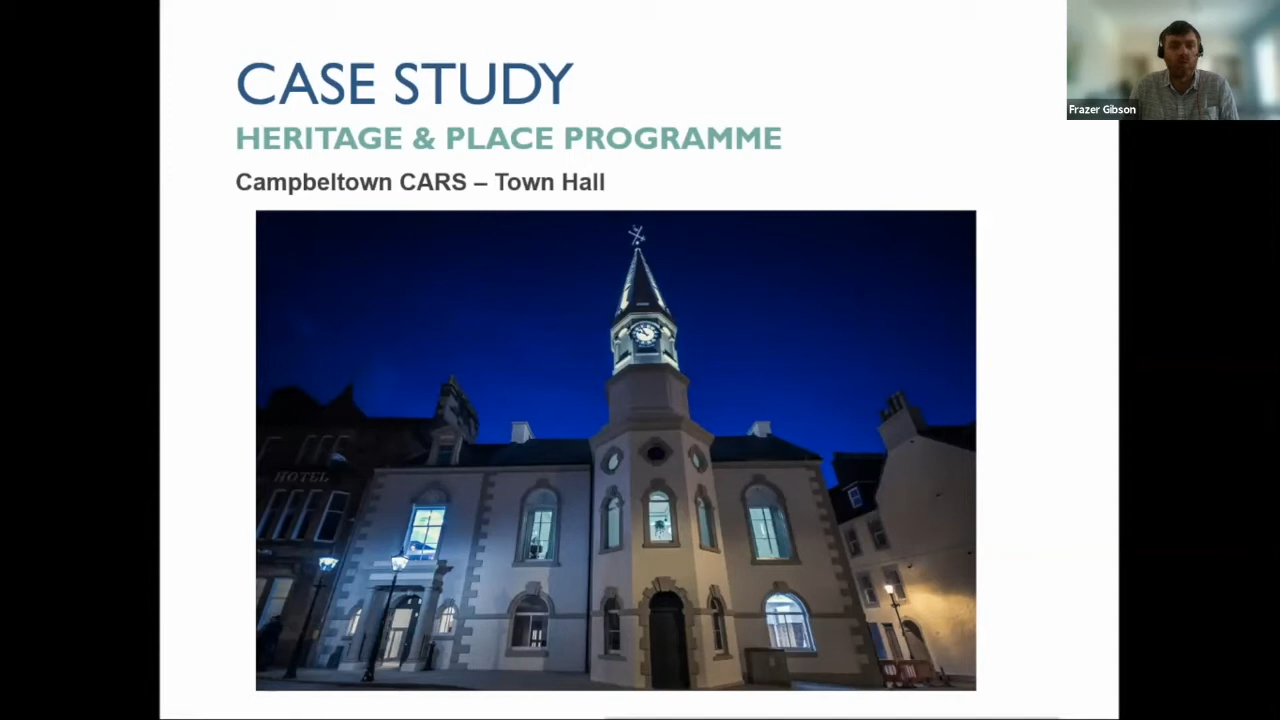 CASE STUDY
HERITAGE & PLACE PROGRAMME
Campbeltown CARS – Town Hall
HOTEL
Frazer Gibson